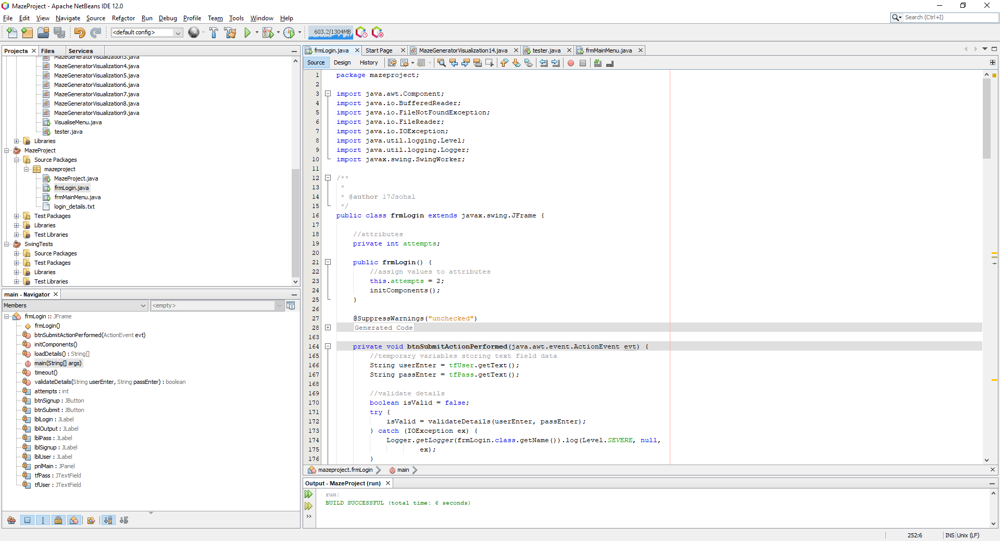 MazeProject - Apache NetBeans IDE 12.0
File Edit View Navigate Source Refactor Run Debug Profile Team Tools Window Help
Search (Ctrl+I)
<default config>
603.2/1304MB
Projects Files Services
MazeGeneratorVisualization3.java
MazeGeneratorVisualization4.java
MazeGeneratorVisualization5.java
MazeGeneratorVisualization6.java
MazeGeneratorVisualization7.java
MazeGeneratorVisualization8.java
MazeGeneratorVisualization9.java
VisualiseMenu.java
tester.java
Libraries
MazeProject
Source Packages
mazeproject
MazeProject.java
frmLogin.java
frmMainMenu.java
login_details.txt
Test Packages
Libraries
Test Libraries
SwingTests
Source Packages
Test Packages
Libraries
Test Libraries
main - Navigator
Members
<empty>
frmLogin :: JFrame
frmLogin()
btnSubmitActionPerformed(ActionEvent evt)
initComponents()
loadDetails() : String[]
main(String[] args)
timeout()
validateDetails(String userEnter, String passEnter) : boolean
attempts : int
btnSignup : JButton
btnSubmit : JButton
lblLogin : JLabel
lblOutput : JLabel
lblPass : JLabel
lblSignup : JLabel
lblUser : JLabel
pnlMain : JPanel
tfPass : JTextField
tfUser : JTextField
frmLogin.java Start Page MazeGeneratorVisualization14.java tester.java frmMainMenu.java
Source Design History
1 package mazeproject;
2
3 import java.awt.Component;
4 import java.io.BufferedReader;
5 import java.io.FileNotFoundException;
6 import java.io.FileReader;
7 import java.io.IOException;
8 import java.util.logging.Level;
9 import java.util.logging.Logger;
10 import javax.swing.SwingWorker;
11
12 /**
13 *
14 * @author 17Jsohal
15 */
16 public class frmLogin extends javax.swing.JFrame {
17
18 //attributes
19 private int attempts;
20
21 public frmLogin() {
22 //assign values to attributes
23 this.attempts = 2;
24 initComponents();
25 }
26
27 @SuppressWarnings("unchecked")
28 Generated Code
163
164 private void btnSubmitActionPerformed(java.awt.event.ActionEvent evt) {
165 //temporary variables storing text field data
166 String userEnter = tfUser.getText();
167 String passEnter = tfPass.getText();
168
169 //validate details
170 boolean isValid = false;
171 try {
172 isValid = validateDetails(userEnter, passEnter);
173 } catch (IOException ex) {
174 Logger.getLogger(frmLogin.class.getName()).log(Level.SEVERE, null,
175 ex);
176 }
mazeproject.frmLogin main
Output - MazeProject (run)
run:
BUILD SUCCESSFUL (total time: 6 seconds)
252:6 INS Unix (LF)